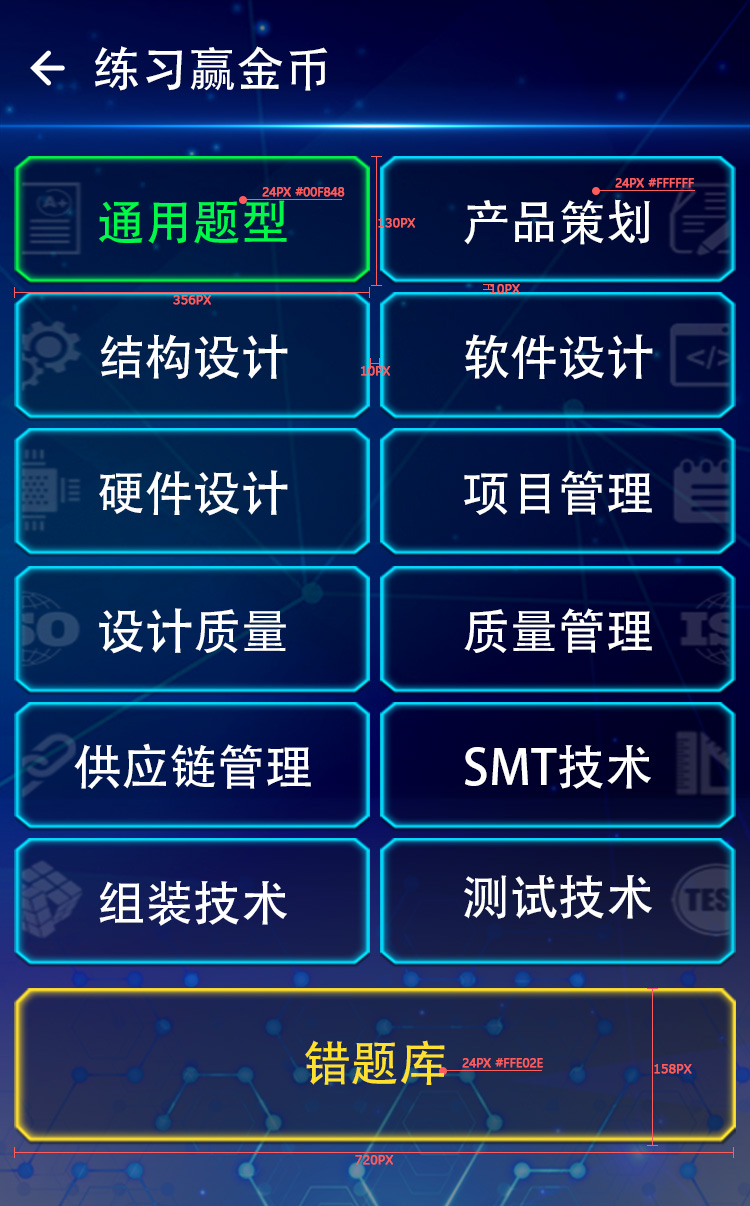 练习赢金币
24PX #00F848
通用题型
130PX
24PX #FFFFFF
产品策划
356PX
10PX
结构设计
10PX
软件设计
硬件设计
项目管理
ISO
设计质量
质量管理
IS
供应链管理
SMT技术
组装技术
测试技术
TES
A+
</>
错题库
24PX #FFE02E
158PX
720PX